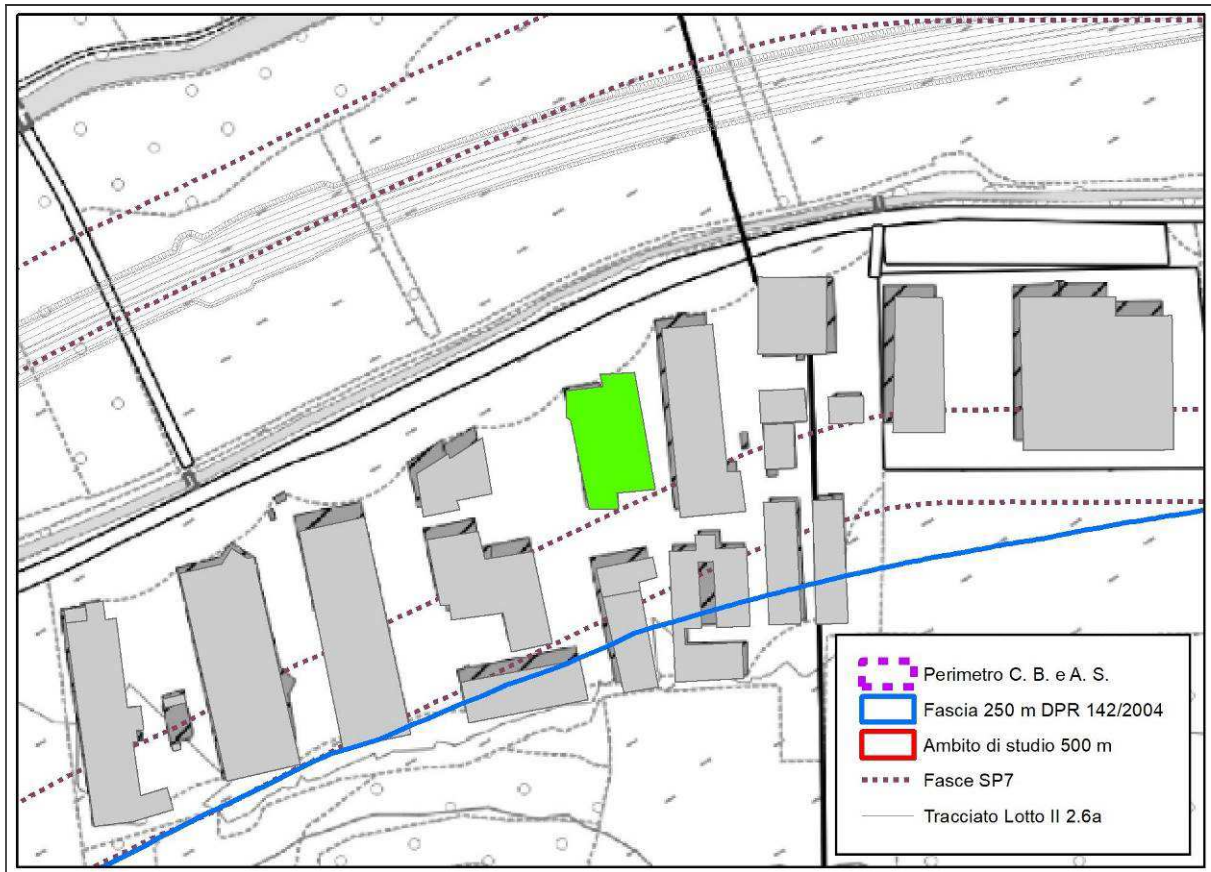 Perimetro C. B. e A. S.
Fascia 250 m DPR 142/2004
Ambito di studio 500 m
Fasce SP7
Tracciato Lotto II 2.6a